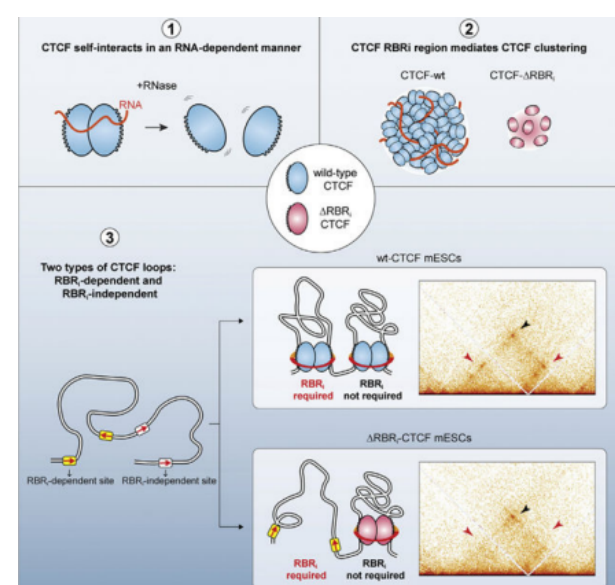 1
CTCF self-interacts in an RNA-dependent manner
+RNase
RNA
2
CTCF RBRi region mediates CTCF clustering
CTCF-wt
CTCF-ΔRBRi
wild-type
CTCF
ΔRBRi
CTCF
3
Two types of CTCF loops:
RBRi-dependent and
RBRi-independent
RBRi-dependent site
RBRi-independent site
wt-CTCF mESCs
RBRi
required
RBRi
not required
ΔRBRi-CTCF mESCs
RBRi
required
RBRi
not required